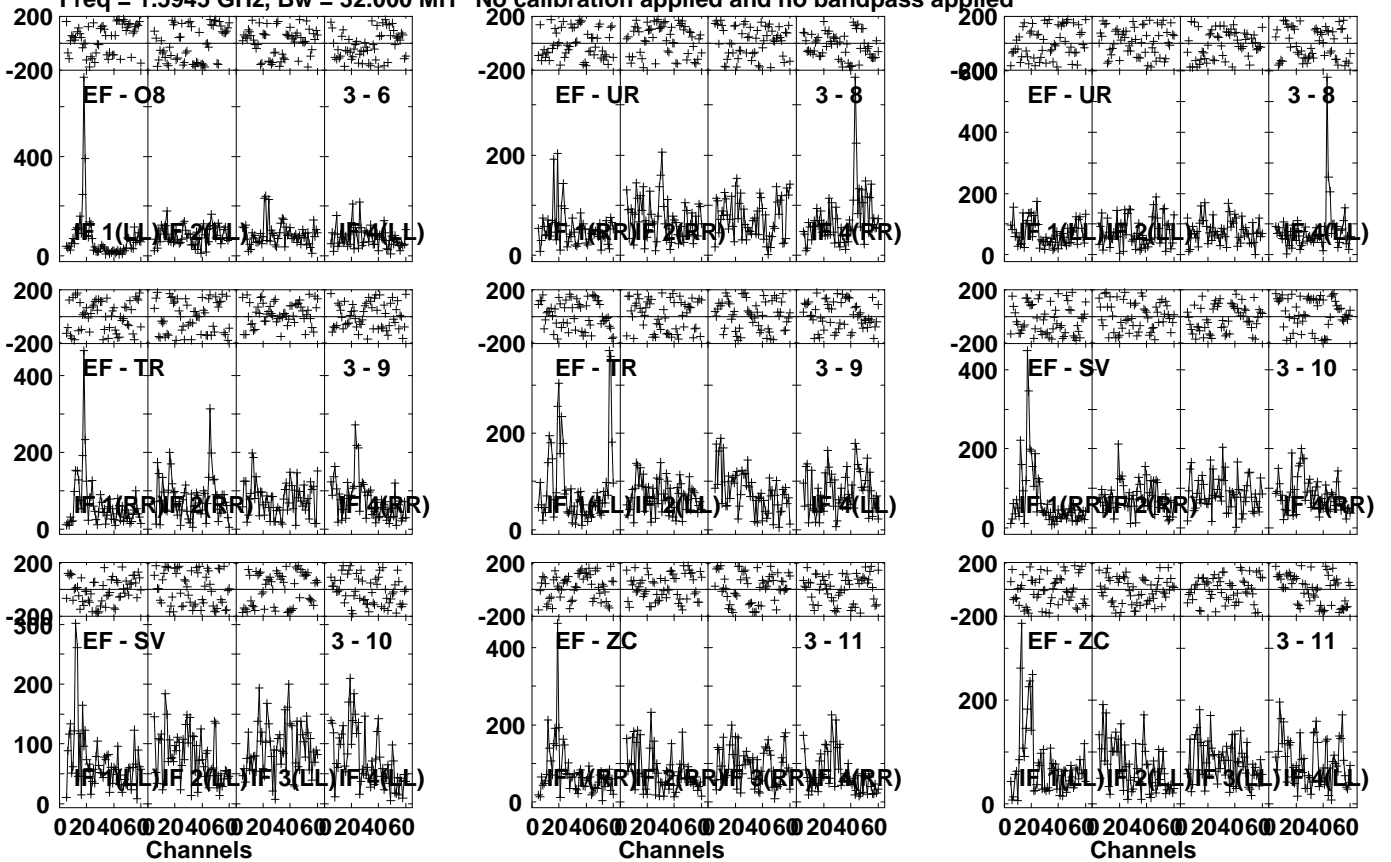 Freq = 1.5945 GHz, Bw = 32.000 MH No calibration applied and no bandpass applied
200
-200
EF - O8 3 - 6
400
0
IF 1(LL) IF 2(LL) IF 4(LL)
200
EF - UR 3 - 8
200
0
IF 1(RR) IF 2(RR) IF 4(RR)
200
-200
600
EF - UR 3 - 8
400
200
0
IF 1(LL) IF 2(LL) IF 4(LL)
200
-200
EF - TR 3 - 9
400
200
0
IF 1(RR) IF 2(RR) IF 4(RR)
200
-200
EF - TR 3 - 9
200
0
IF 1(LL) IF 2(LL) IF 4(LL)
200
-200
EF - SV 3 - 10
400
200
0
IF 1(RR) IF 2(RR) IF 4(RR)
200
-200
300
EF - SV 3 - 10
200
100
0
IF 1(LL) IF 2(LL) IF 3(LL) IF 4(LL)
0 20 40 60 0 20 40 60 0 20 40 60 0 20 40 60
Channels
200
-200
EF - ZC 3 - 11
400
200
0
IF 1(RR) IF 2(RR) IF 3(RR) IF 4(RR)
0 20 40 60 0 20 40 60 0 20 40 60 0 20 40 60
Channels
200
-200
EF - ZC 3 - 11
200
0
IF 1(LL) IF 2(LL) IF 3(LL) IF 4(LL)
0 20 40 60 0 20 40 60 0 20 40 60 0 20 40 60
Channels